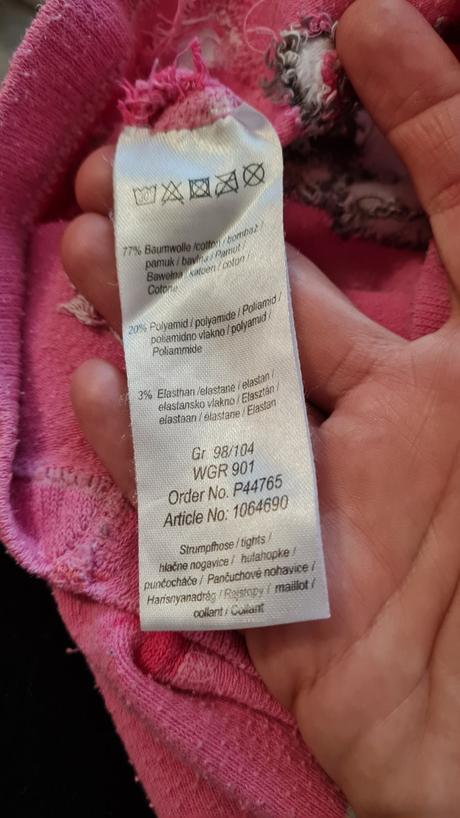 77% Baumwolle /cotton / bombaž /
pamuk / bavlna / Pamut /
Bawełna / katoen / coton /
Cotone
20% Polyamid / polyamide / Poliamid /
poliamidno vlakno / polyamid /
Poliammide
3% Elasthan /elastane / elastan /
elastansko vlakno / Elasztán /
elastaan / élastane / Elastan
Gr. 98/104
WGR 901
Order No. P44765
Article No: 1064690
Strumpfhose / tights /
hlačne nogavice / hulahopke /
punčocháče / Pančuchové nohavice /
Harisnyanadrág / Rajstopy / maillot /
collant / Collant